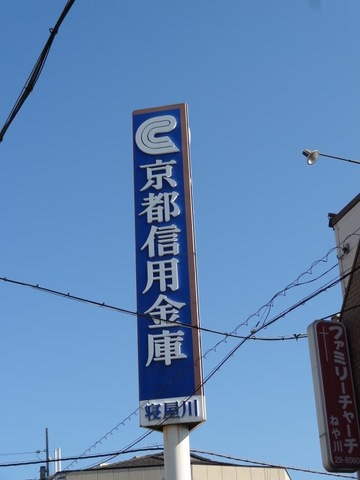 京都信用金庫
寝屋川
ファミリーチャーチ
ねや川